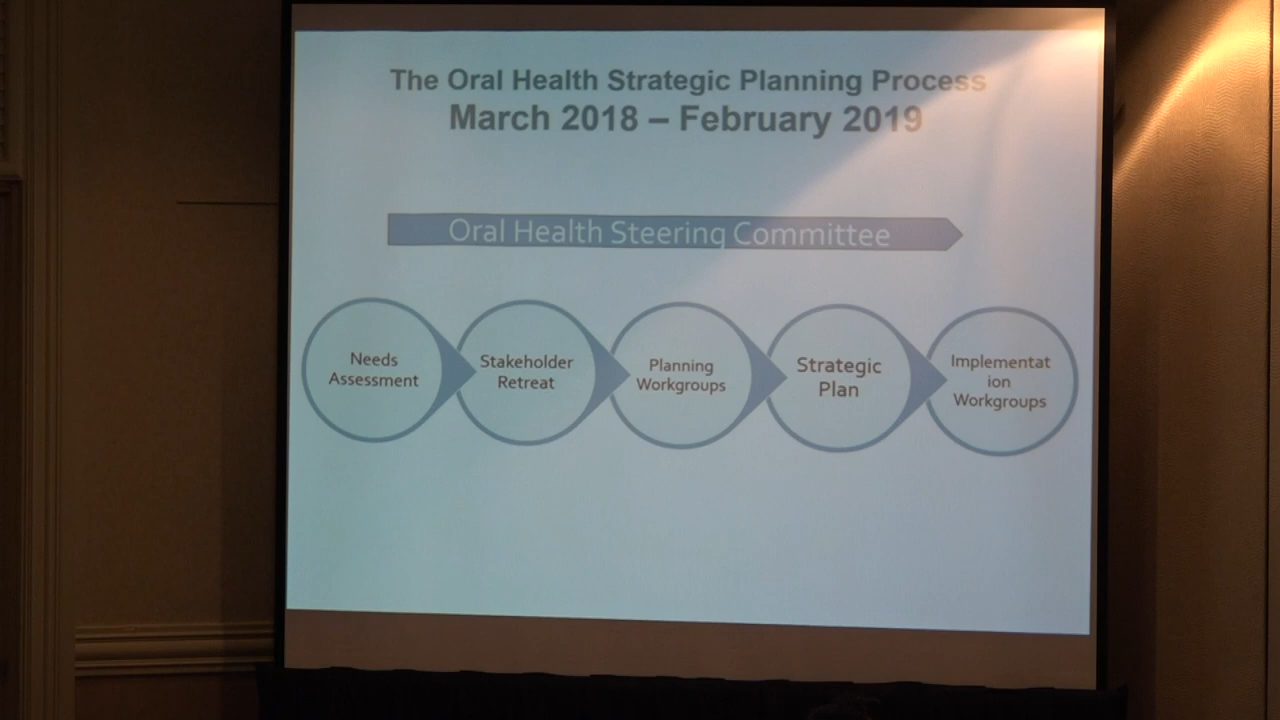 The Oral Health Strategic Planning Process
March 2018 – February 2019
Oral Health Steering Committee
Needs
Assessment
Stakeholder
Retreat
Planning
Workgroups
Strategic
Plan
Implementat
ion
Workgroups